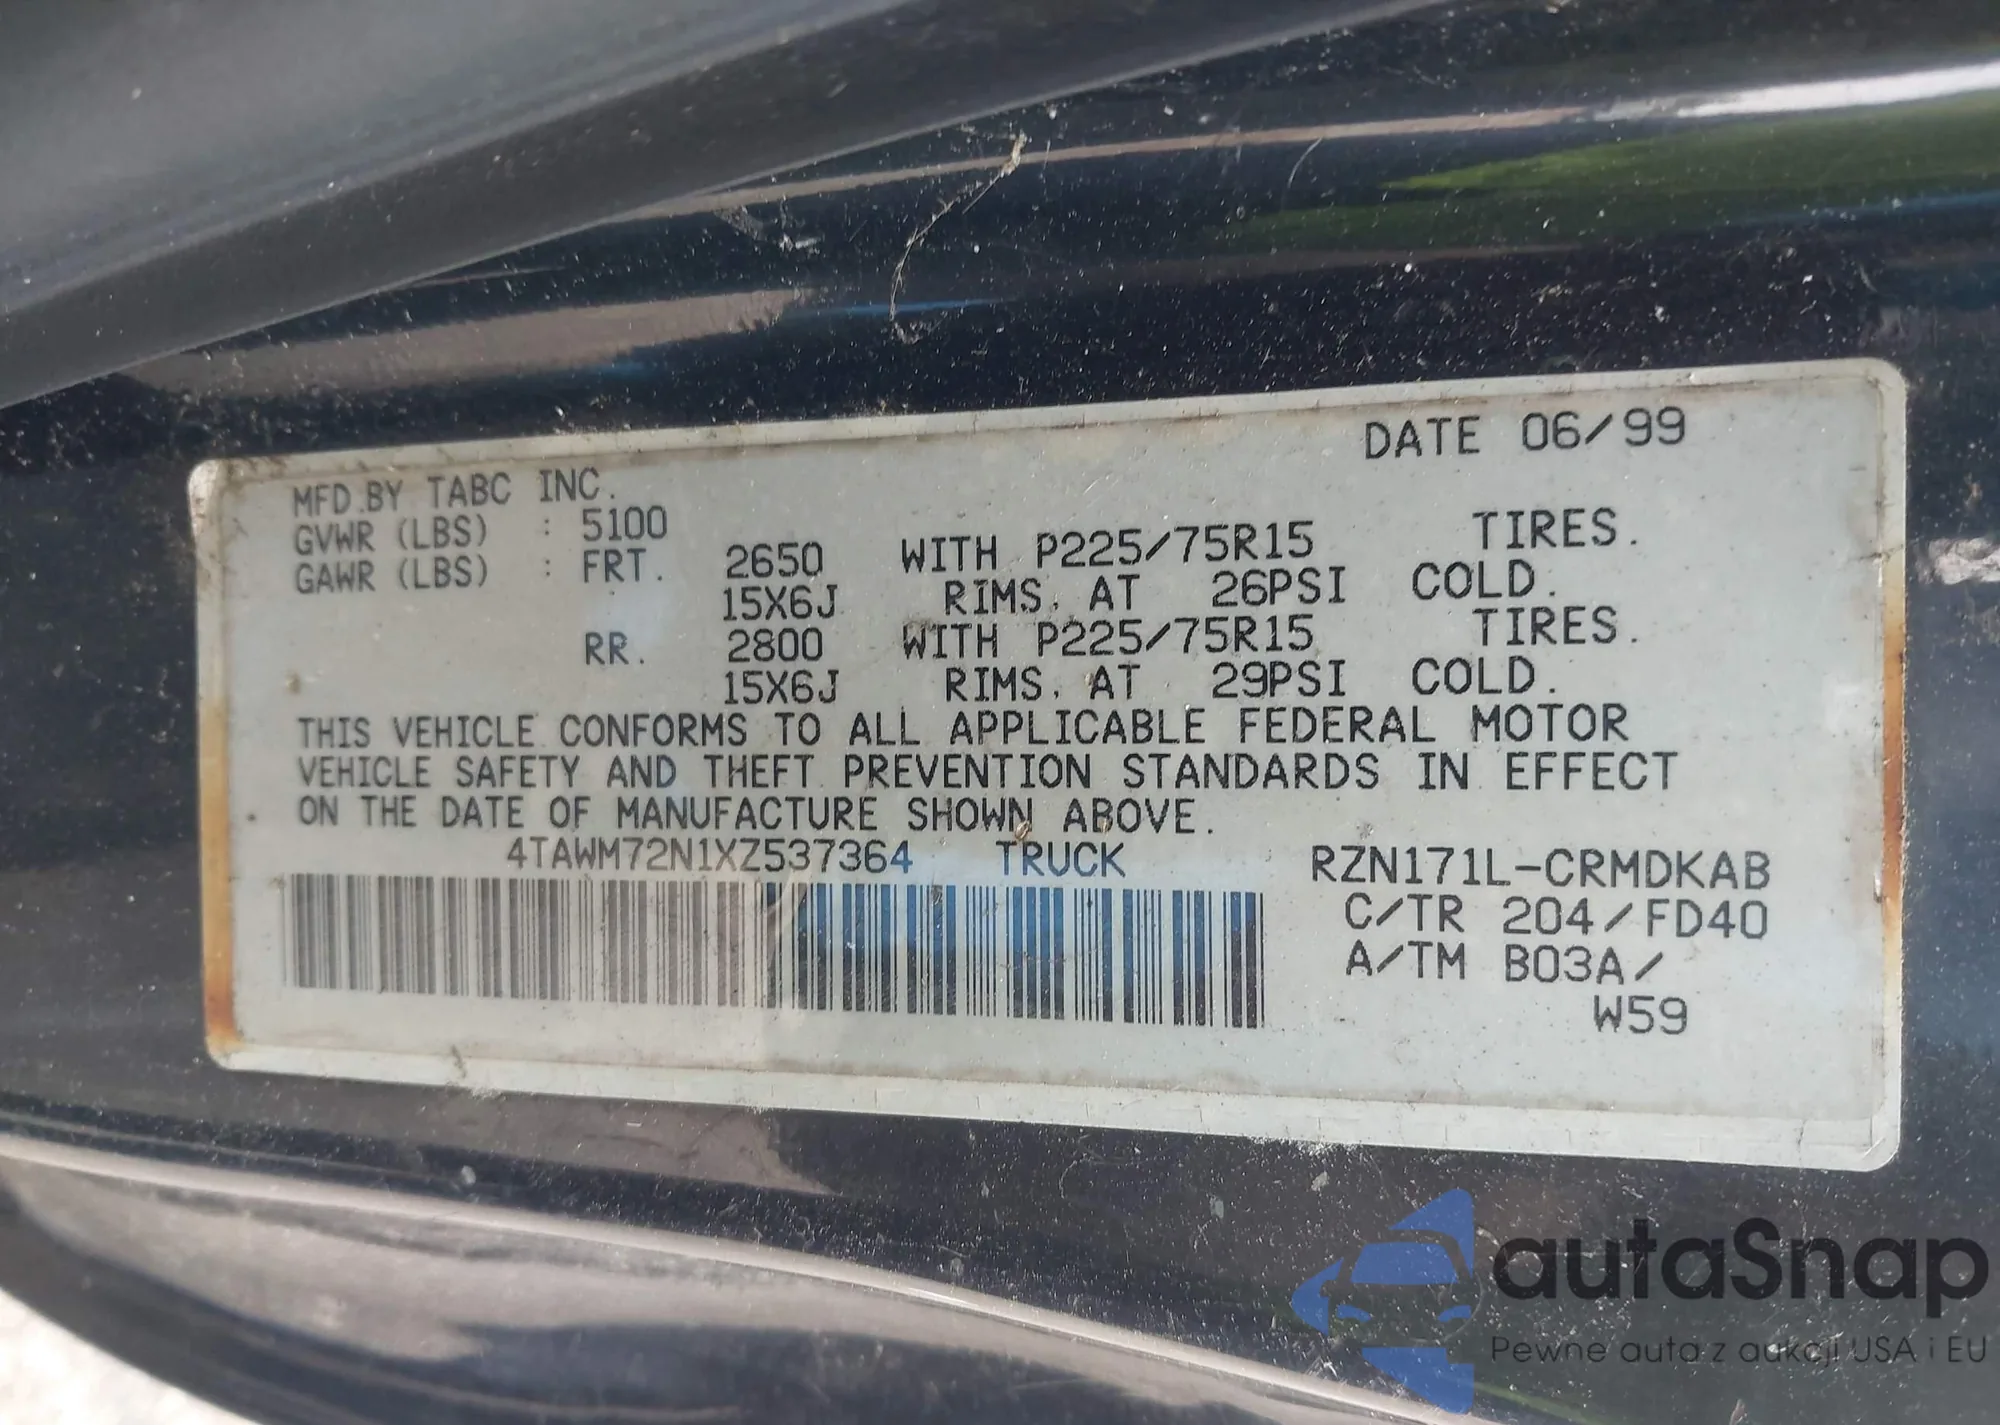 DATE 06/99
MFD.BY TABC INC.
GVWR (LBS) : 5100
GAWR (LBS) : FRT. 2650 WITH P225/75R15 TIRES.
15X6J RIMS, AT 26PSI COLD.
RR. 2800 WITH P225/75R15 TIRES.
15X6J RIMS, AT 29PSI COLD.
THIS VEHICLE CONFORMS TO ALL APPLICABLE FEDERAL MOTOR
VEHICLE SAFETY AND THEFT PREVENTION STANDARDS IN EFFECT
ON THE DATE OF MANUFACTURE SHOWN ABOVE.
4TAWM72N1XZ537364 TRUCK RZN171L-CRMDKAB
C/TR 204/FD40
A/TM B03A/
W59
autaSnap
Pewne auta z aukcji USA i EU